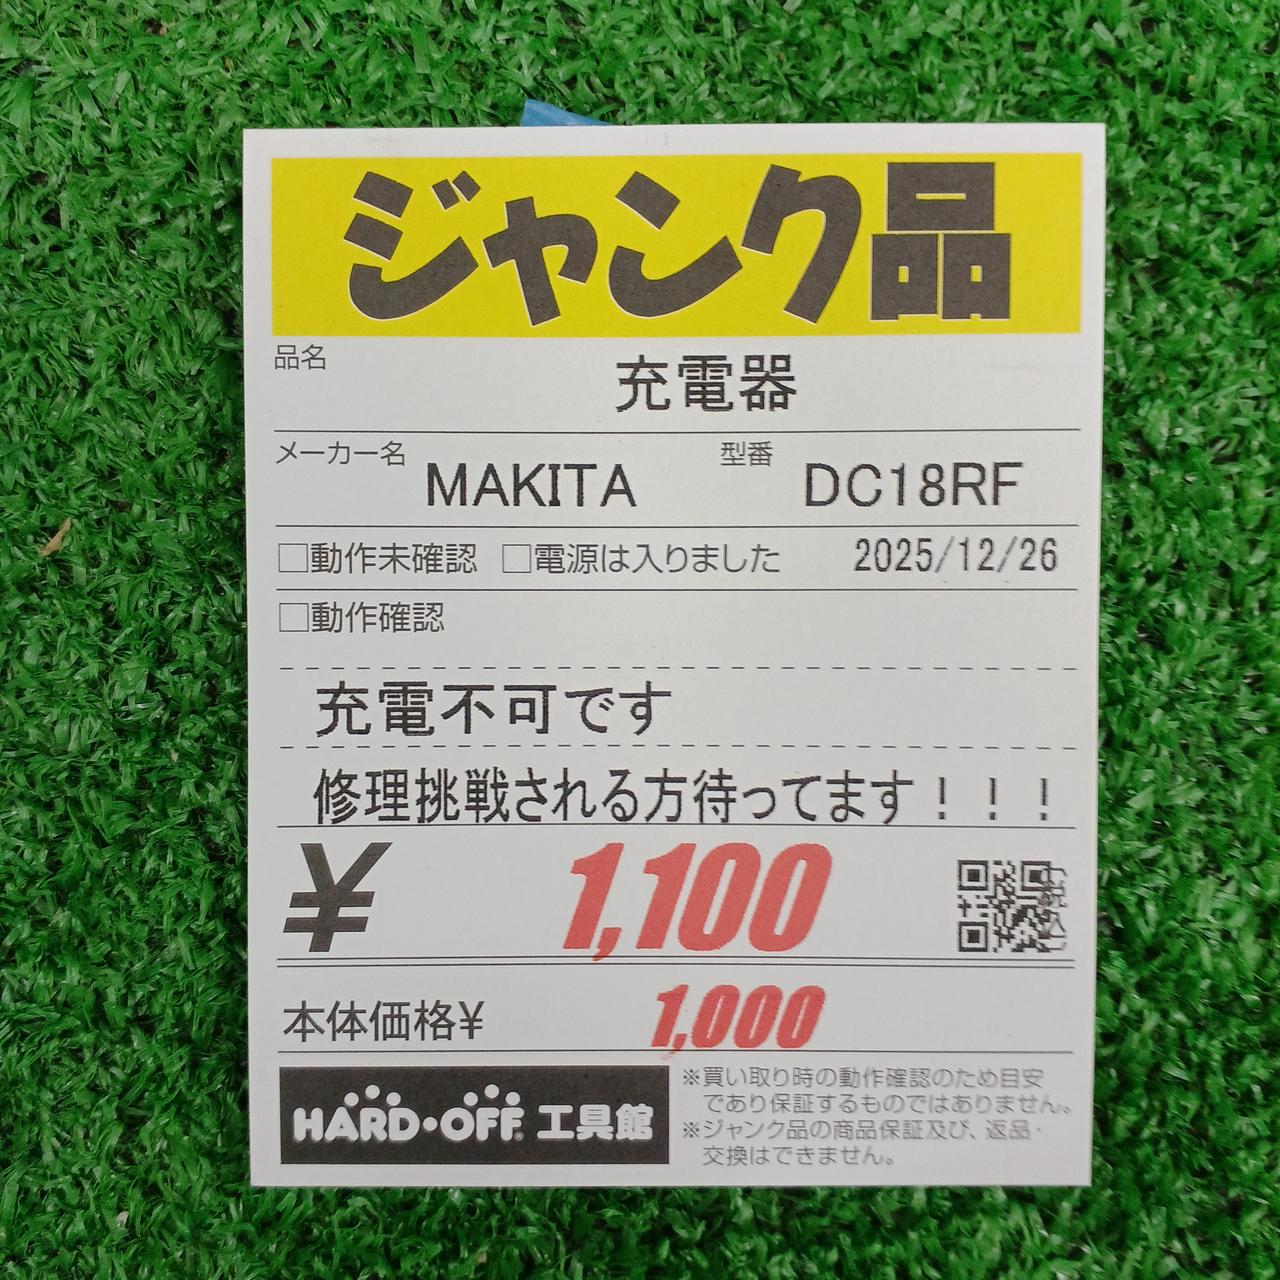 ジャンク品
品名
充電器
メーカー名 MAKITA 型番 DC18RF
□動作未確認 □電源は入りました 2025/12/26
□動作確認
充電不可です
修理挑戦される方待ってます！！！
¥ 1,100
税込
本体価格¥ 1,000
HARD・OFF 工具館
※買い取り時の動作確認のため目安
であり保証するものではありません。
※ジャンク品の商品保証及び、返品・
交換はできません。